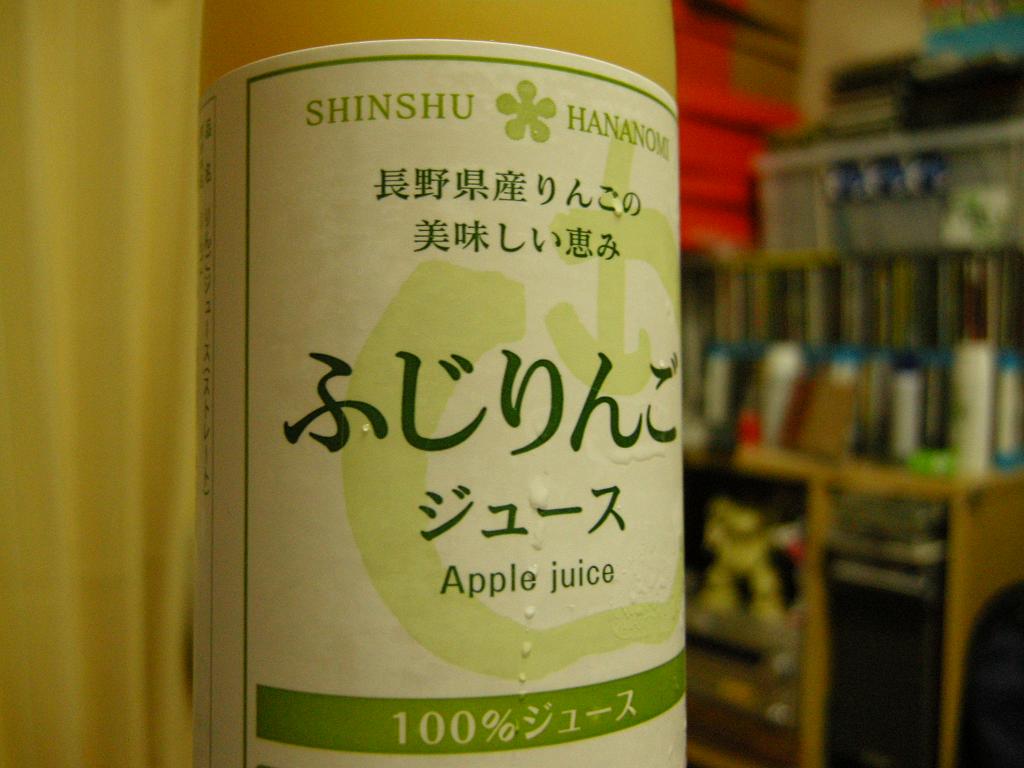 SHINSHU HANANOMI
長野県産りんごの
美味しい恵み
ふじりんご
ジュース
Apple juice
100%ジュース